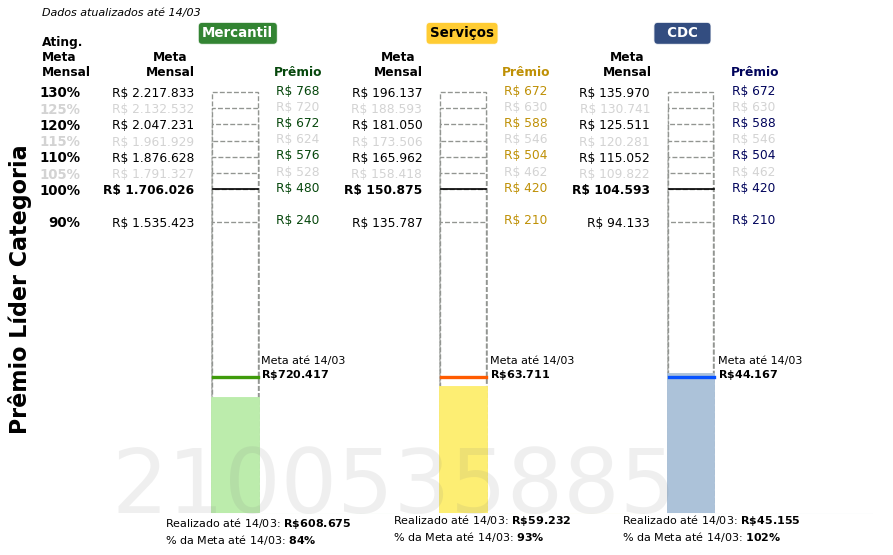 Dados atualizados até 14/03
Mercantil Serviços CDC
Ating.
Meta Meta Meta Meta
Mensal Mensal Prêmio Mensal Prêmio Mensal Prêmio
130% R$ 2.217.833 R$ 768 R$ 196.137 R$ 672 R$ 135.970 R$ 672
125% R$ 2.132.532 R$ 720 R$ 188.593 R$ 630 R$ 130.741 R$ 630
120% R$ 2.047.231 R$ 672 R$ 181.050 R$ 588 R$ 125.511 R$ 588
115% R$ 1.961.929 R$ 624 R$ 173.506 R$ 546 R$ 120.281 R$ 546
110% R$ 1.876.628 R$ 576 R$ 165.962 R$ 504 R$ 115.052 R$ 504
105% R$ 1.791.327 R$ 528 R$ 158.418 R$ 462 R$ 109.822 R$ 462
100% R$ 1.706.026 R$ 480 R$ 150.875 R$ 420 R$ 104.593 R$ 420
90% R$ 1.535.423 R$ 240 R$ 135.787 R$ 210 R$ 94.133 R$ 210
Prêmio Líder Categoria
Meta até 14/03 Meta até 14/03 Meta até 14/03
R$720.417 R$63.711 R$44.167
2100535885
Realizado até 14/03: R$608.675 Realizado até 14/03: R$59.232 Realizado até 14/03: R$45.155
% da Meta até 14/03: 84% % da Meta até 14/03: 93% % da Meta até 14/03: 102%